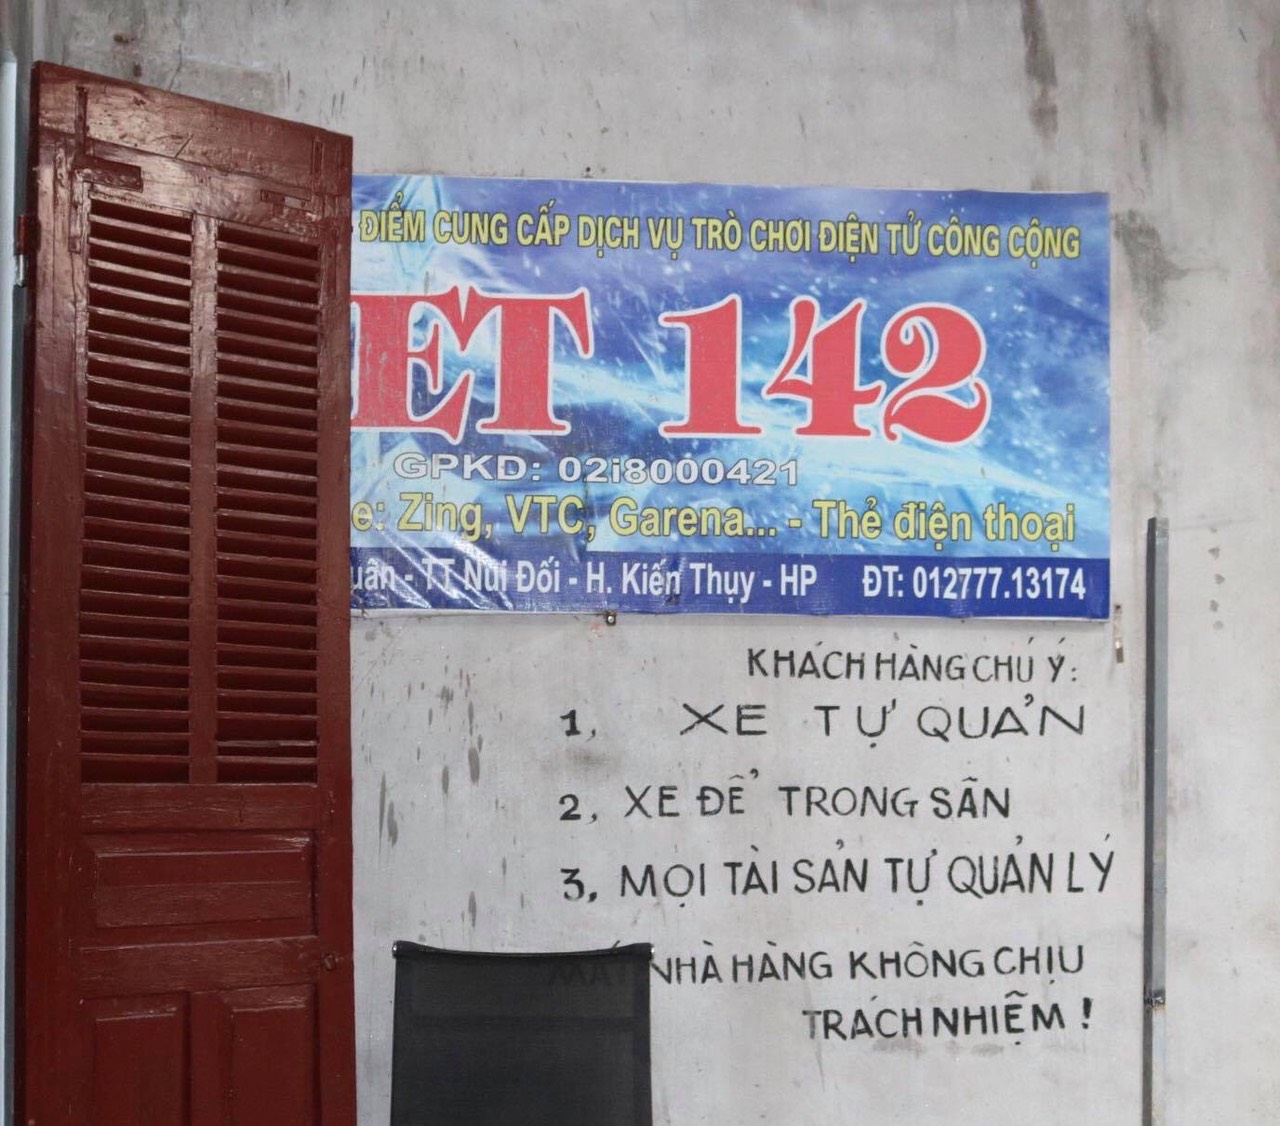 ĐIỂM CUNG CẤP DỊCH VỤ TRÒ CHƠI ĐIỆN TỬ CÔNG CỘNG
ET 142
GPKD: 02i8000421
e: Zing, VTC, Garena... - Thẻ điện thoại
uân - TT Núi Đối - H. Kiến Thụy - HP ĐT: 012777.13174
KHÁCH HÀNG CHÚ Ý:
1, XE TỰ QUẢN
2, XE ĐỂ TRONG SÂN
3, MỌI TÀI SẢN TỰ QUẢN LÝ
MẤT NHÀ HÀNG KHÔNG CHỊU
TRÁCH NHIỆM !